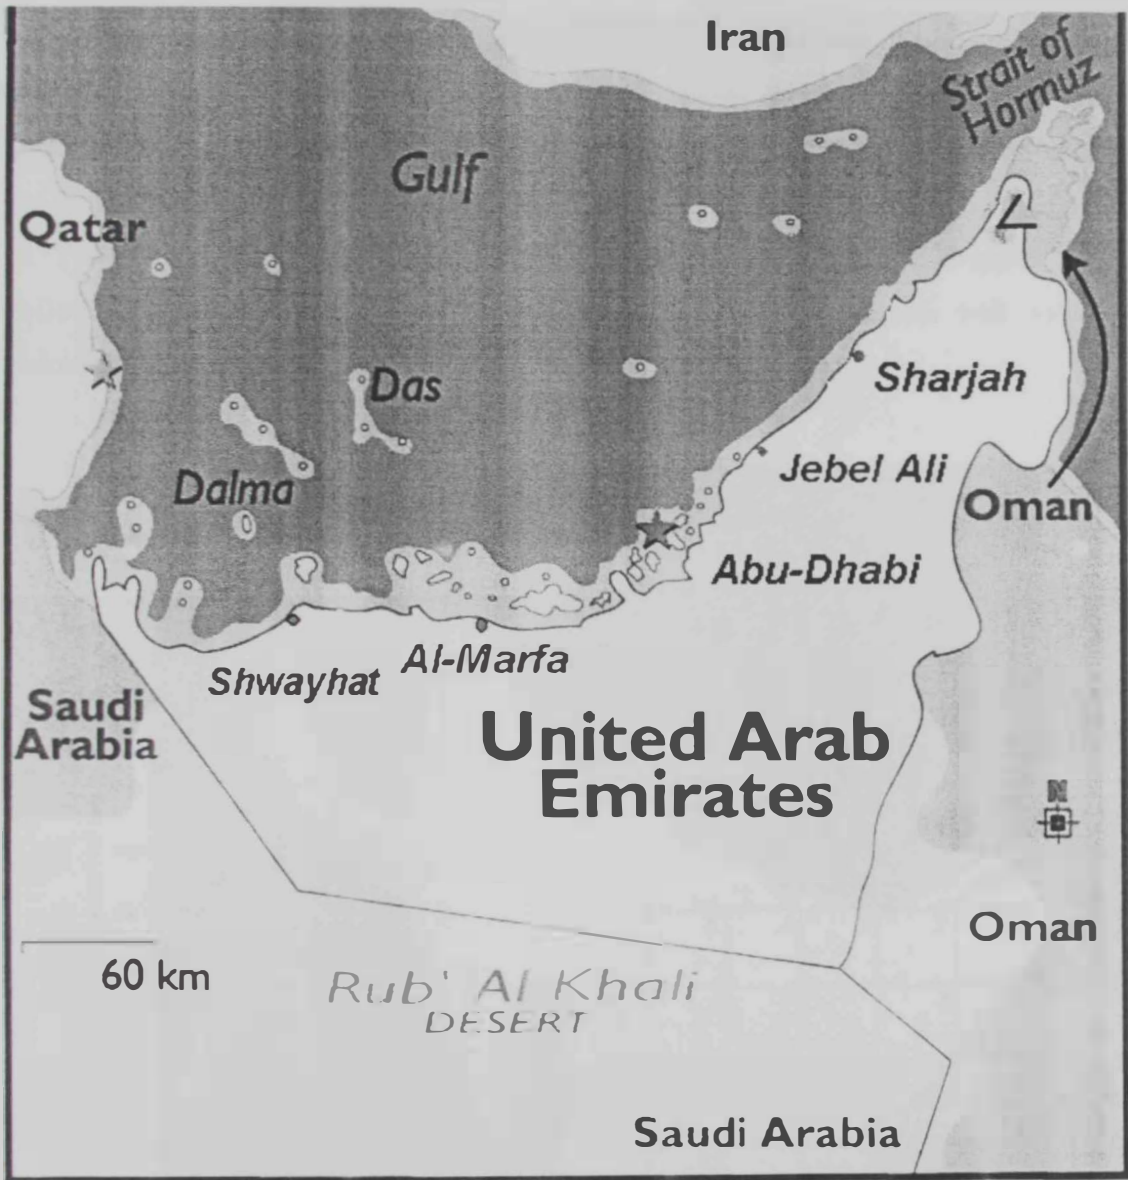 Iran
Strait of
Hormuz
Gulf
Qatar
Das
Sharjah
Dalma
Jebel Ali
Oman
Abu-Dhabi
Al-Marfa
Shwayhat
Saudi
Arabia
United Arab
Emirates
N
Oman
60 km
Rub' Al Khali
DESERT
Saudi Arabia